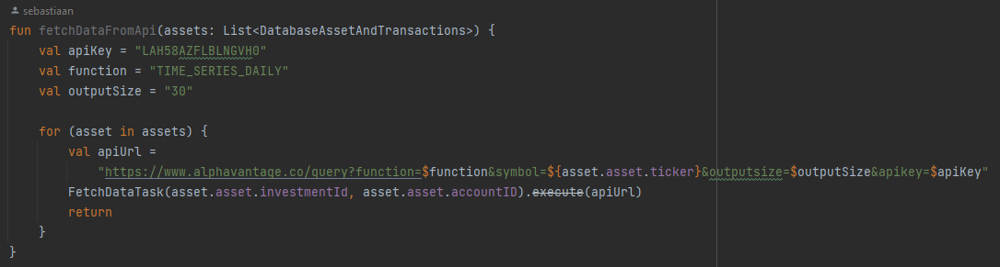 sebastiaan
fun fetchDataFromApi(assets: List<DatabaseAssetAndTransactions>) {
    val apiKey = "LAH58AZFLBLNGVH0"
    val function = "TIME_SERIES_DAILY"
    val outputSize = "30"
    for (asset in assets) {
        val apiUrl =
            "https://www.alphavantage.co/query?function=$function&symbol=${asset.asset.ticker}&outputsize=$outputSize&apikey=$apiKey"
        FetchDataTask(asset.asset.investmentId, asset.asset.accountID).execute(apiUrl)
        return
    }
}